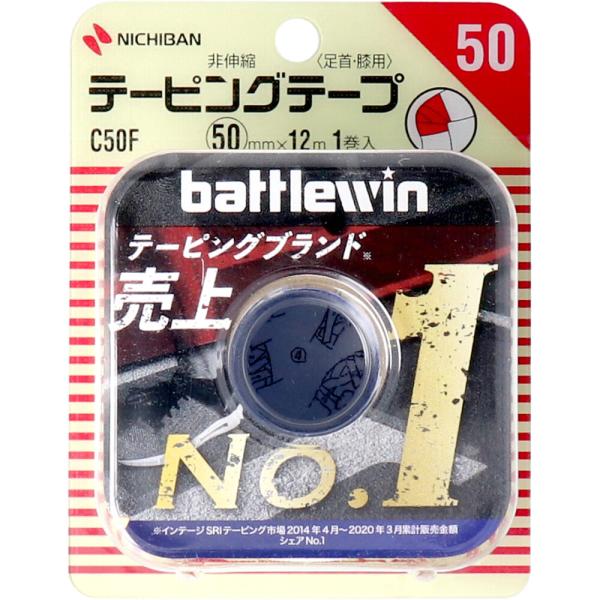 NICHIBAN
50
非伸縮 〈足首・膝用〉
テーピングテープ
C50F 50mm×12m 1巻入
battlewin
テーピングブランド※
売上
No.1
④
※インテージSRIテーピング市場2014年4月～2020年3月累計販売金額
シェアNo.1